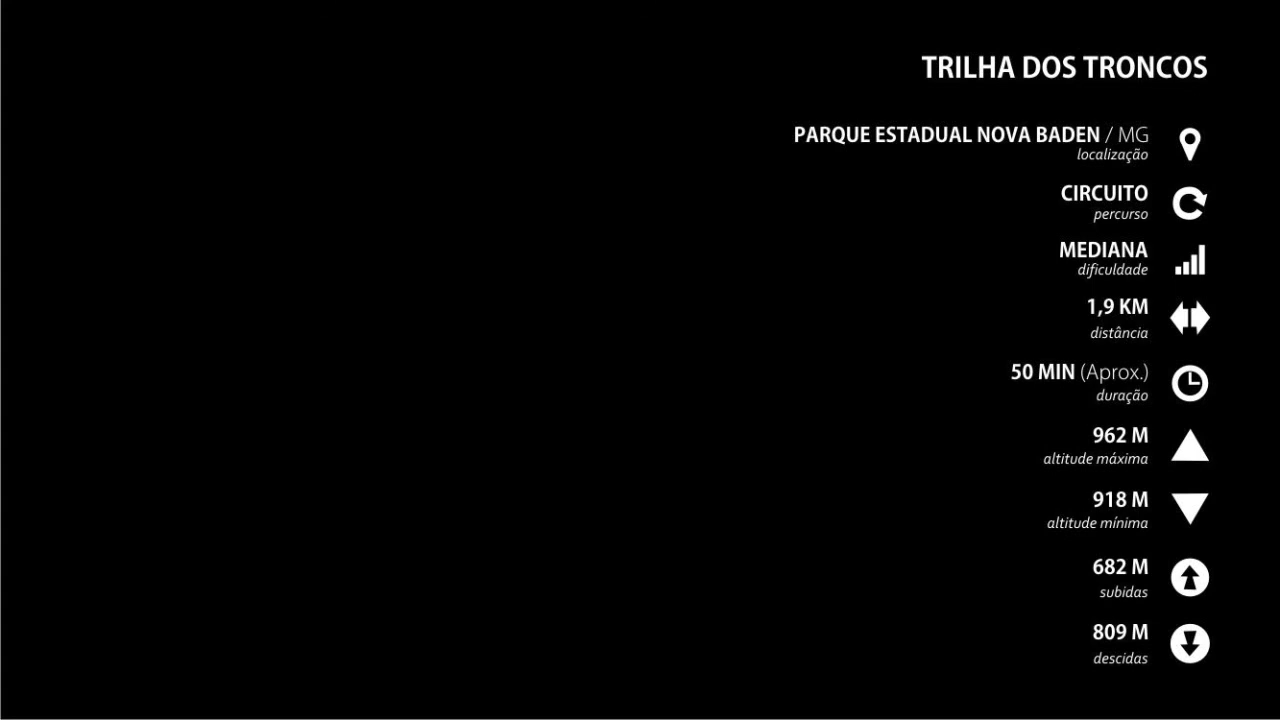 TRILHA DOS TRONCOS
PARQUE ESTADUAL NOVA BADEN / MG
localização
CIRCUITO
percurso
MEDIANA
dificuldade
1,9 KM
distância
50 MIN (Aprox.)
duração
962 M
altitude máxima
918 M
altitude mínima
682 M
subidas
809 M
descidas